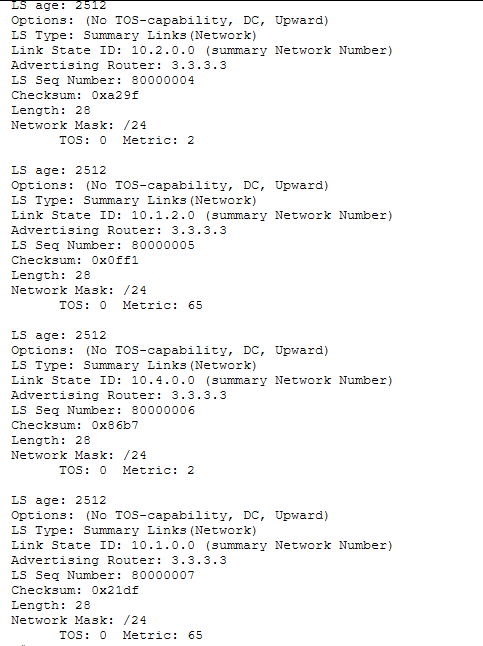 LS age: 2512
Options: (No TOS-capability, DC, Upward)
LS Type: Summary Links(Network)
Link State ID: 10.2.0.0 (summary Network Number)
Advertising Router: 3.3.3.3
LS Seq Number: 80000004
Checksum: 0xa29f
Length: 28
Network Mask: /24
TOS: 0 Metric: 2
LS age: 2512
Options: (No TOS-capability, DC, Upward)
LS Type: Summary Links(Network)
Link State ID: 10.1.2.0 (summary Network Number)
Advertising Router: 3.3.3.3
LS Seq Number: 80000005
Checksum: 0x0ff1
Length: 28
Network Mask: /24
TOS: 0 Metric: 65
LS age: 2512
Options: (No TOS-capability, DC, Upward)
LS Type: Summary Links(Network)
Link State ID: 10.4.0.0 (summary Network Number)
Advertising Router: 3.3.3.3
LS Seq Number: 80000006
Checksum: 0x86b7
Length: 28
Network Mask: /24
TOS: 0 Metric: 2
LS age: 2512
Options: (No TOS-capability, DC, Upward)
LS Type: Summary Links(Network)
Link State ID: 10.1.0.0 (summary Network Number)
Advertising Router: 3.3.3.3
LS Seq Number: 80000007
Checksum: 0x21df
Length: 28
Network Mask: /24
TOS: 0 Metric: 65